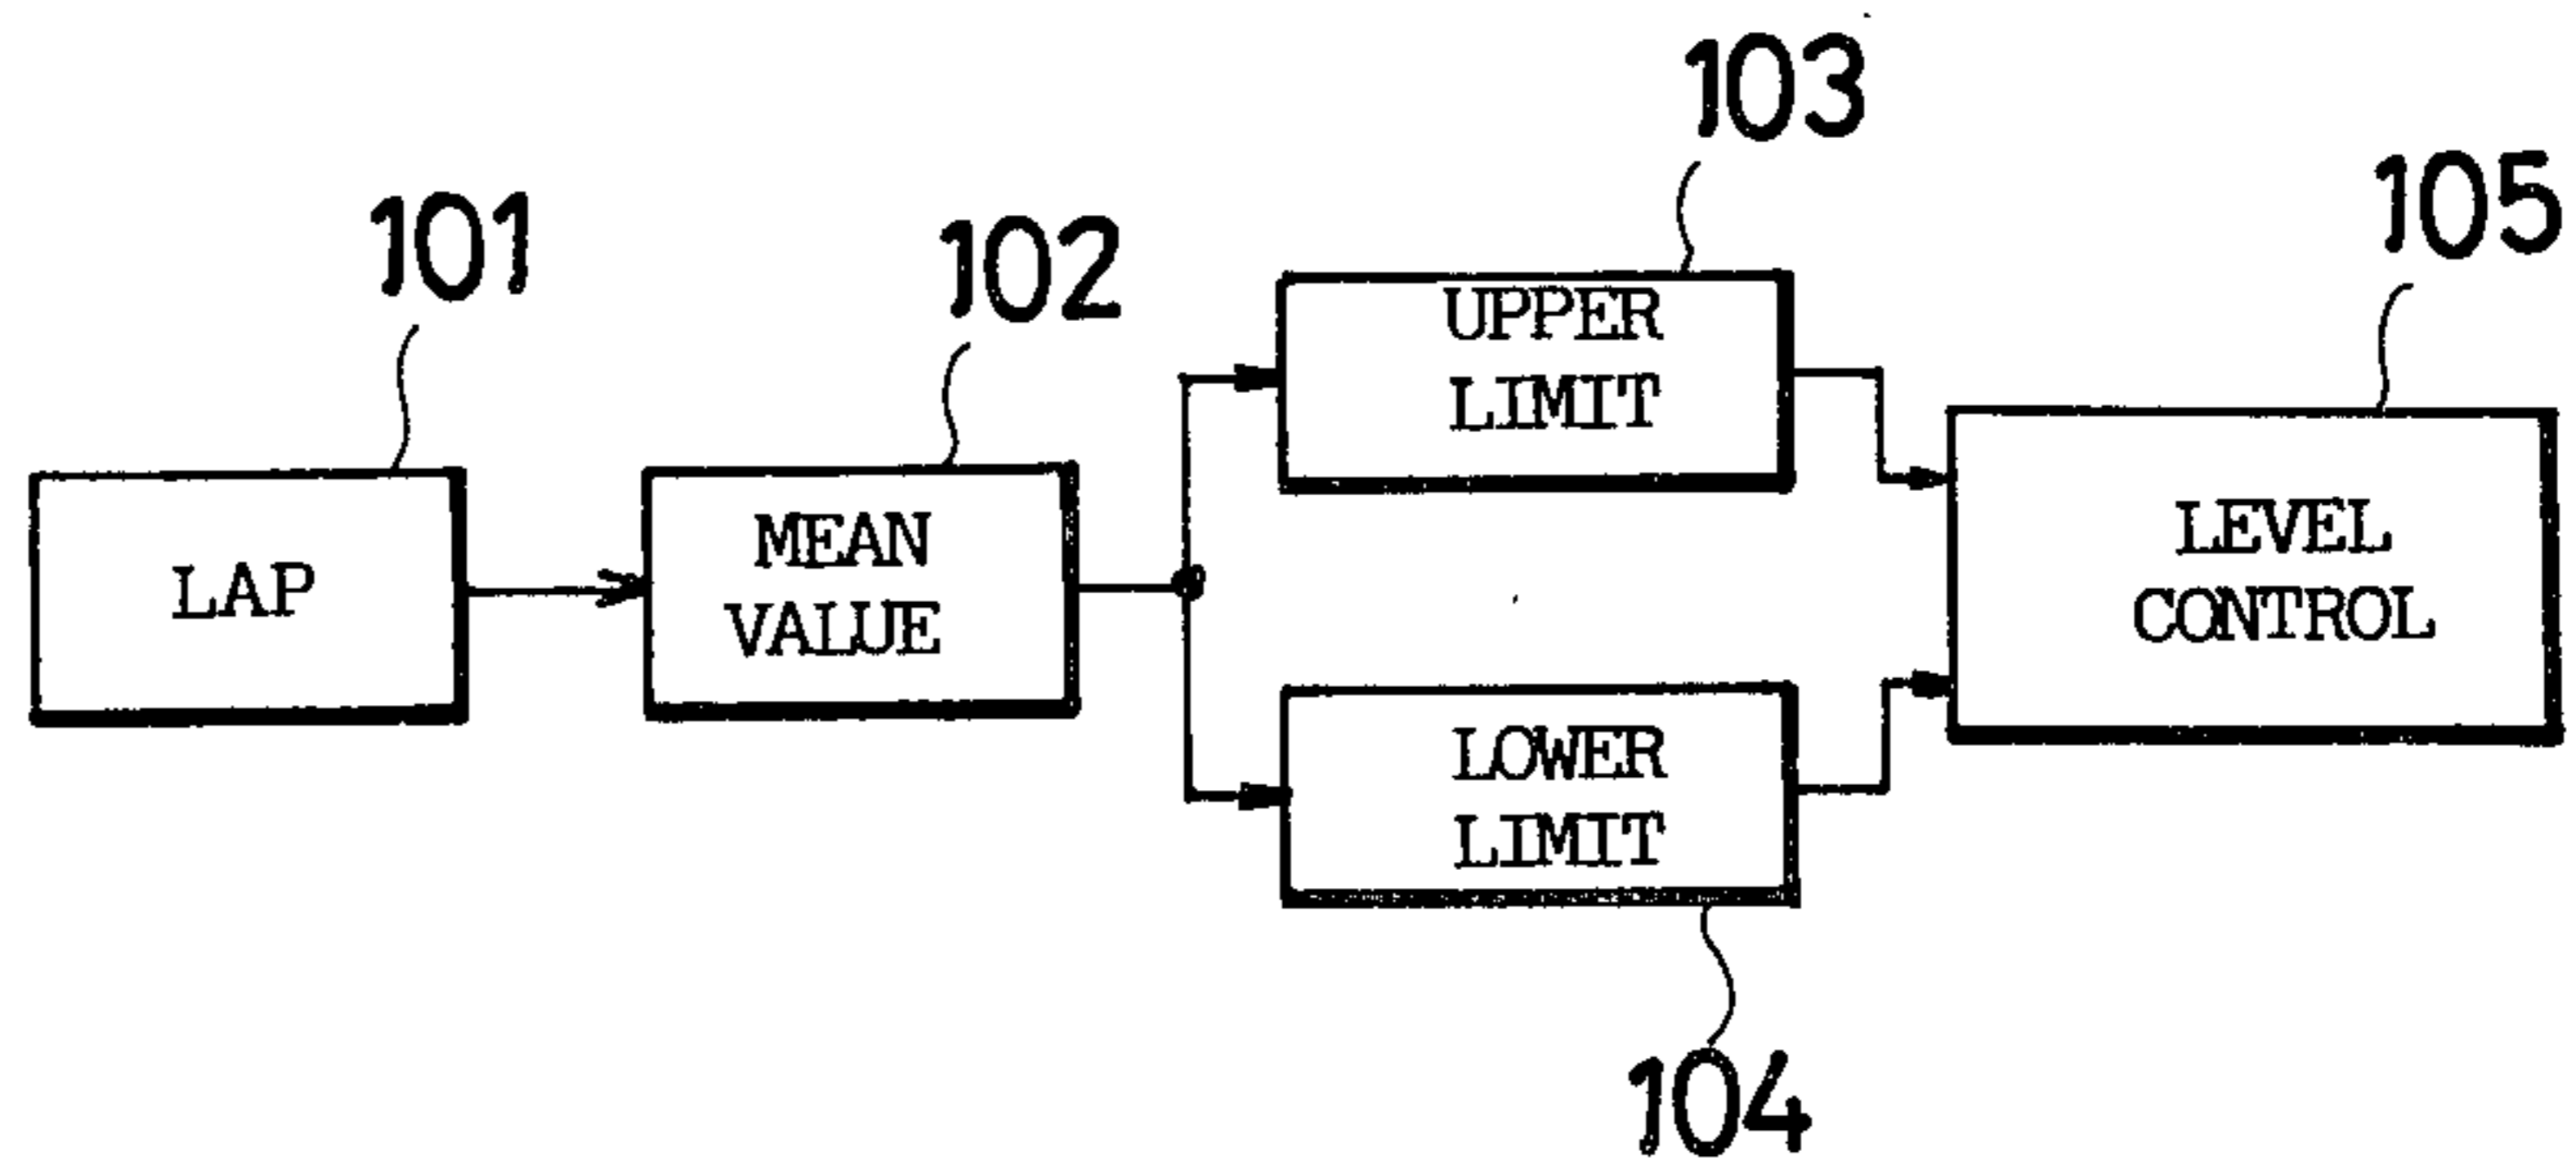 101
LAP
102
MEAN
VALUE
103
UPPER
LIMIT
LOWER
LIMIT
104
105
LEVEL
CONTROL